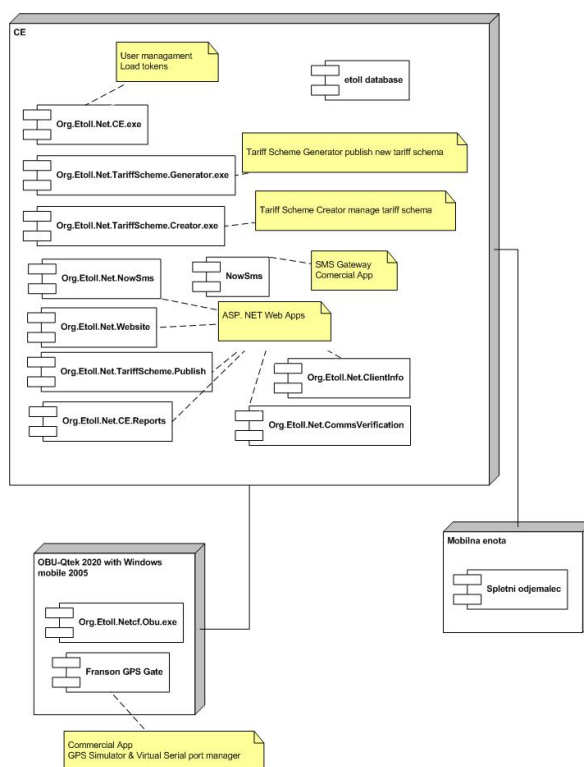 CE
User managament
Load tokens
etoll database
Org.Etoll.Net.CE.exe
Tariff Scheme Generator publish new tariff schema
Org.Etoll.Net.TariffScheme.Generator.exe
Tariff Scheme Creator manage tariff schema
Org.Etoll.Net.TariffScheme.Creator.exe
Org.Etoll.Net.NowSms
NowSms
SMS Gateway
Comercial App
ASP. NET Web Apps
Org.Etoll.Net.Website
Org.Etoll.Net.TariffScheme.Publish
Org.Etoll.Net.ClientInfo
Org.Etoll.Net.CE.Reports
Org.Etoll.Net.CommsVerification
OBU-Qtek 2020 with Windows
mobile 2005
Org.Etoll.Netcf.Obu.exe
Franson GPS Gate
Mobilna enota
Spletni odjemalec
Commercial App
GPS Simulator & Virtual Serial port manager